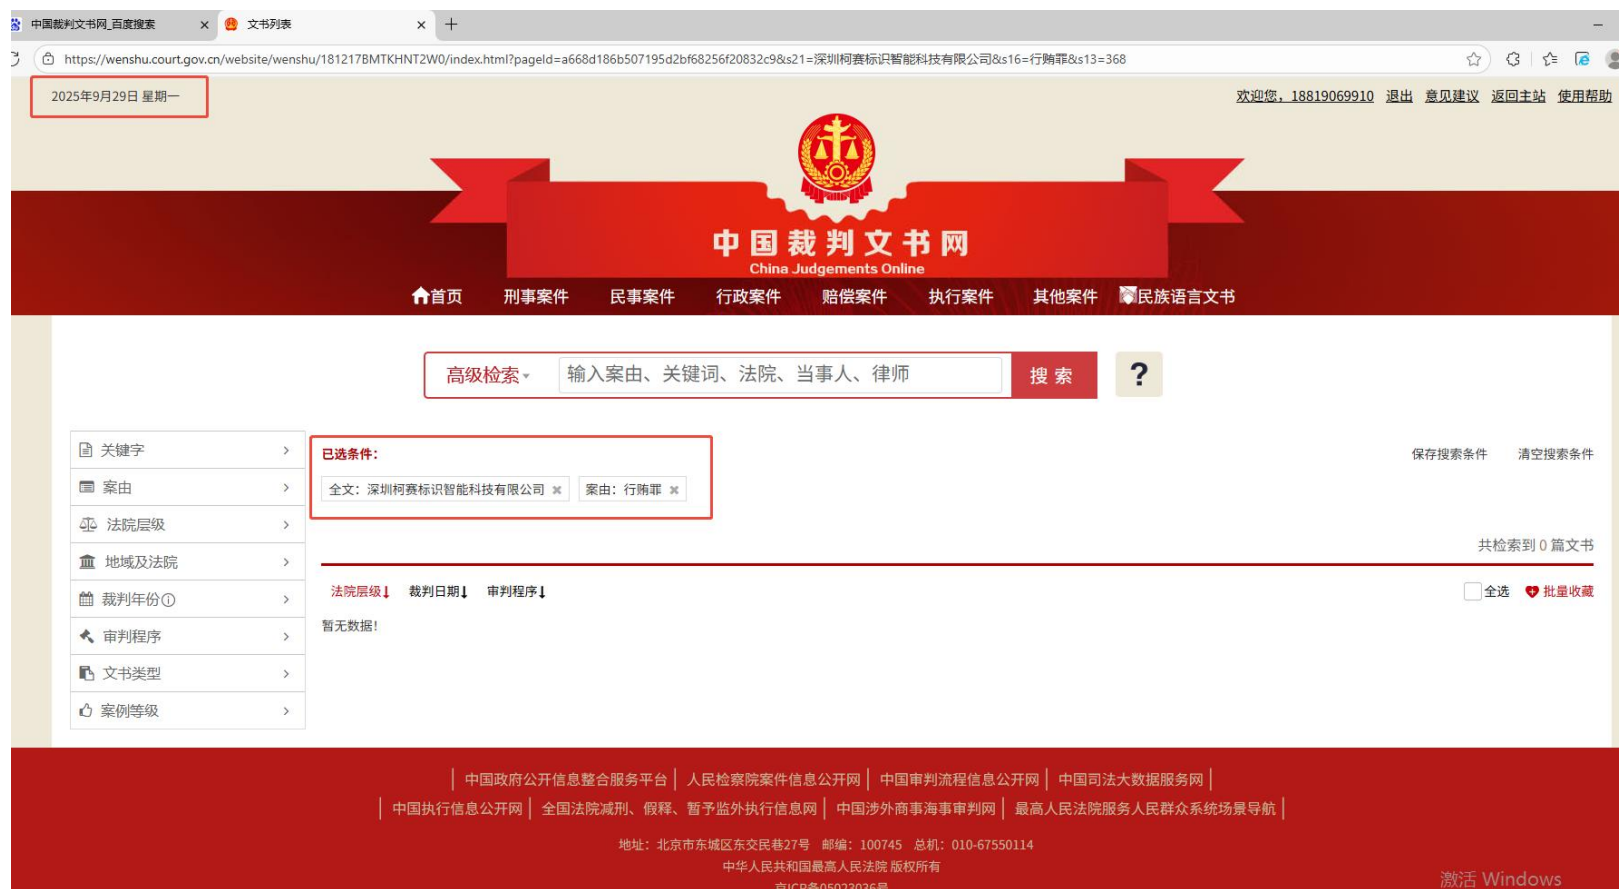 中国裁判文书网_百度搜索
文书列表
https://wenshu.court.gov.cn/website/wenshu/181217BMTKHNT2W0/index.html?pageId=a668d186b507195d2bf68256f20832c9&s21=深圳柯赛标识智能科技有限公司&s16=行贿罪&s13=368
2025年9月29日 星期一
欢迎您，18819069910 退出 意见建议 返回主站 使用帮助
中国裁判文书网
China Judgements Online
首页 刑事案件 民事案件 行政案件 赔偿案件 执行案件 其他案件 民族语言文书
高级检索 输入案由、关键词、法院、当事人、律师 搜索 ?
关键字
案由
法院层级
地域及法院
裁判年份
审判程序
文书类型
案例等级
已选条件：
保存搜索条件 清空搜索条件
全文：深圳柯赛标识智能科技有限公司 案由：行贿罪
共检索到 0 篇文书
法院层级 裁判日期 审判程序
全选 批量收藏
暂无数据!
| 中国政府公开信息整合服务平台 | 人民检察院案件信息公开网 | 中国审判流程信息公开网 | 中国司法大数据服务网 |
| 中国执行信息公开网 | 全国法院减刑、假释、暂予监外执行信息网 | 中国涉外商事海事审判网 | 最高人民法院服务人民群众系统场景导航 |
地址：北京市东城区东交民巷27号 邮编：100745 总机：010-67550114
中华人民共和国最高人民法院 版权所有
京ICP备05023036号
激活 Windows